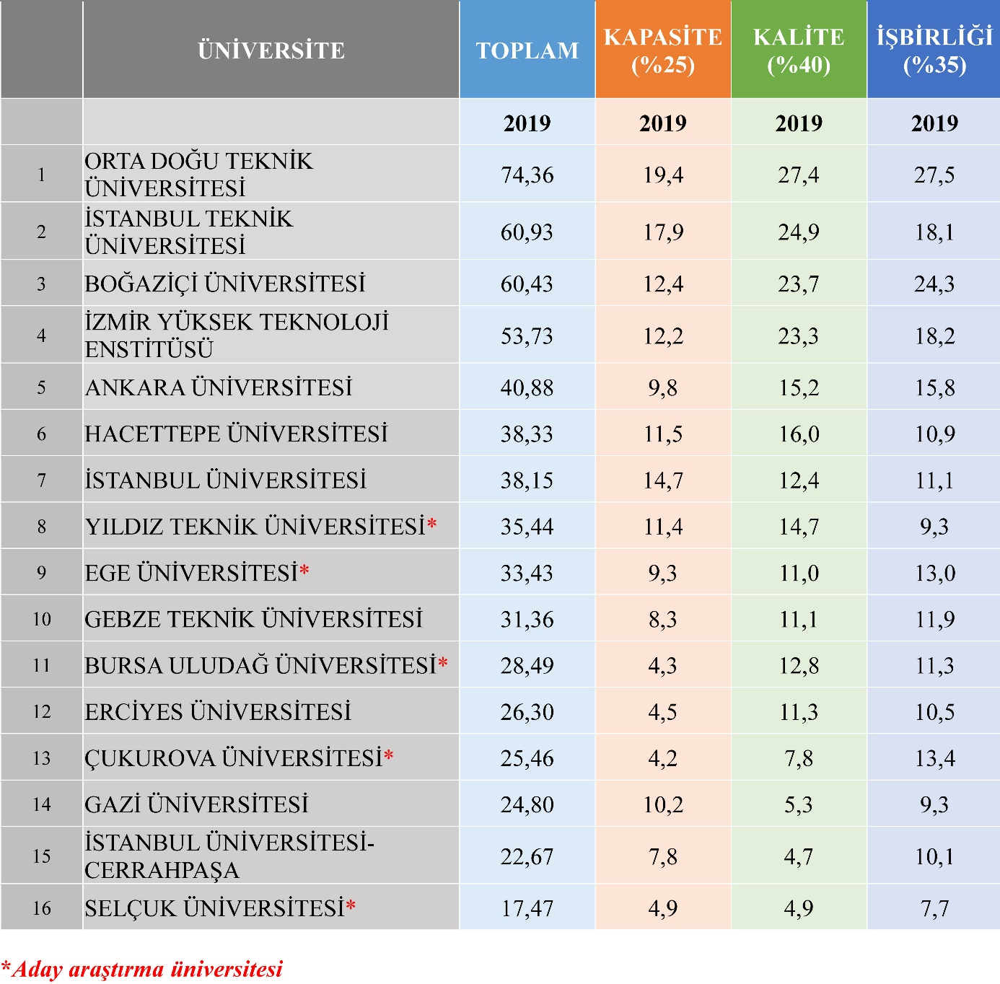 ÜNİVERSİTE TOPLAM KAPASİTE (%25) KALİTE (%40) İŞBİRLİĞİ (%35)
2019 2019 2019 2019
1 ORTA DOĞU TEKNİK ÜNİVERSİTESİ 74,36 19,4 27,4 27,5
2 İSTANBUL TEKNİK ÜNİVERSİTESİ 60,93 17,9 24,9 18,1
3 BOĞAZİÇİ ÜNİVERSİTESİ 60,43 12,4 23,7 24,3
4 İZMİR YÜKSEK TEKNOLOJİ ENSTİTÜSÜ 53,73 12,2 23,3 18,2
5 ANKARA ÜNİVERSİTESİ 40,88 9,8 15,2 15,8
6 HACETTEPE ÜNİVERSİTESİ 38,33 11,5 16,0 10,9
7 İSTANBUL ÜNİVERSİTESİ 38,15 14,7 12,4 11,1
8 YILDIZ TEKNİK ÜNİVERSİTESİ* 35,44 11,4 14,7 9,3
9 EGE ÜNİVERSİTESİ* 33,43 9,3 11,0 13,0
10 GEBZE TEKNİK ÜNİVERSİTESİ 31,36 8,3 11,1 11,9
11 BURSA ULUDAĞ ÜNİVERSİTESİ* 28,49 4,3 12,8 11,3
12 ERCİYES ÜNİVERSİTESİ 26,30 4,5 11,3 10,5
13 ÇUKUROVA ÜNİVERSİTESİ* 25,46 4,2 7,8 13,4
14 GAZİ ÜNİVERSİTESİ 24,80 10,2 5,3 9,3
15 İSTANBUL ÜNİVERSİTESİ-CERRAHPAŞA 22,67 7,8 4,7 10,1
16 SELÇUK ÜNİVERSİTESİ* 17,47 4,9 4,9 7,7
*Aday araştırma üniversitesi